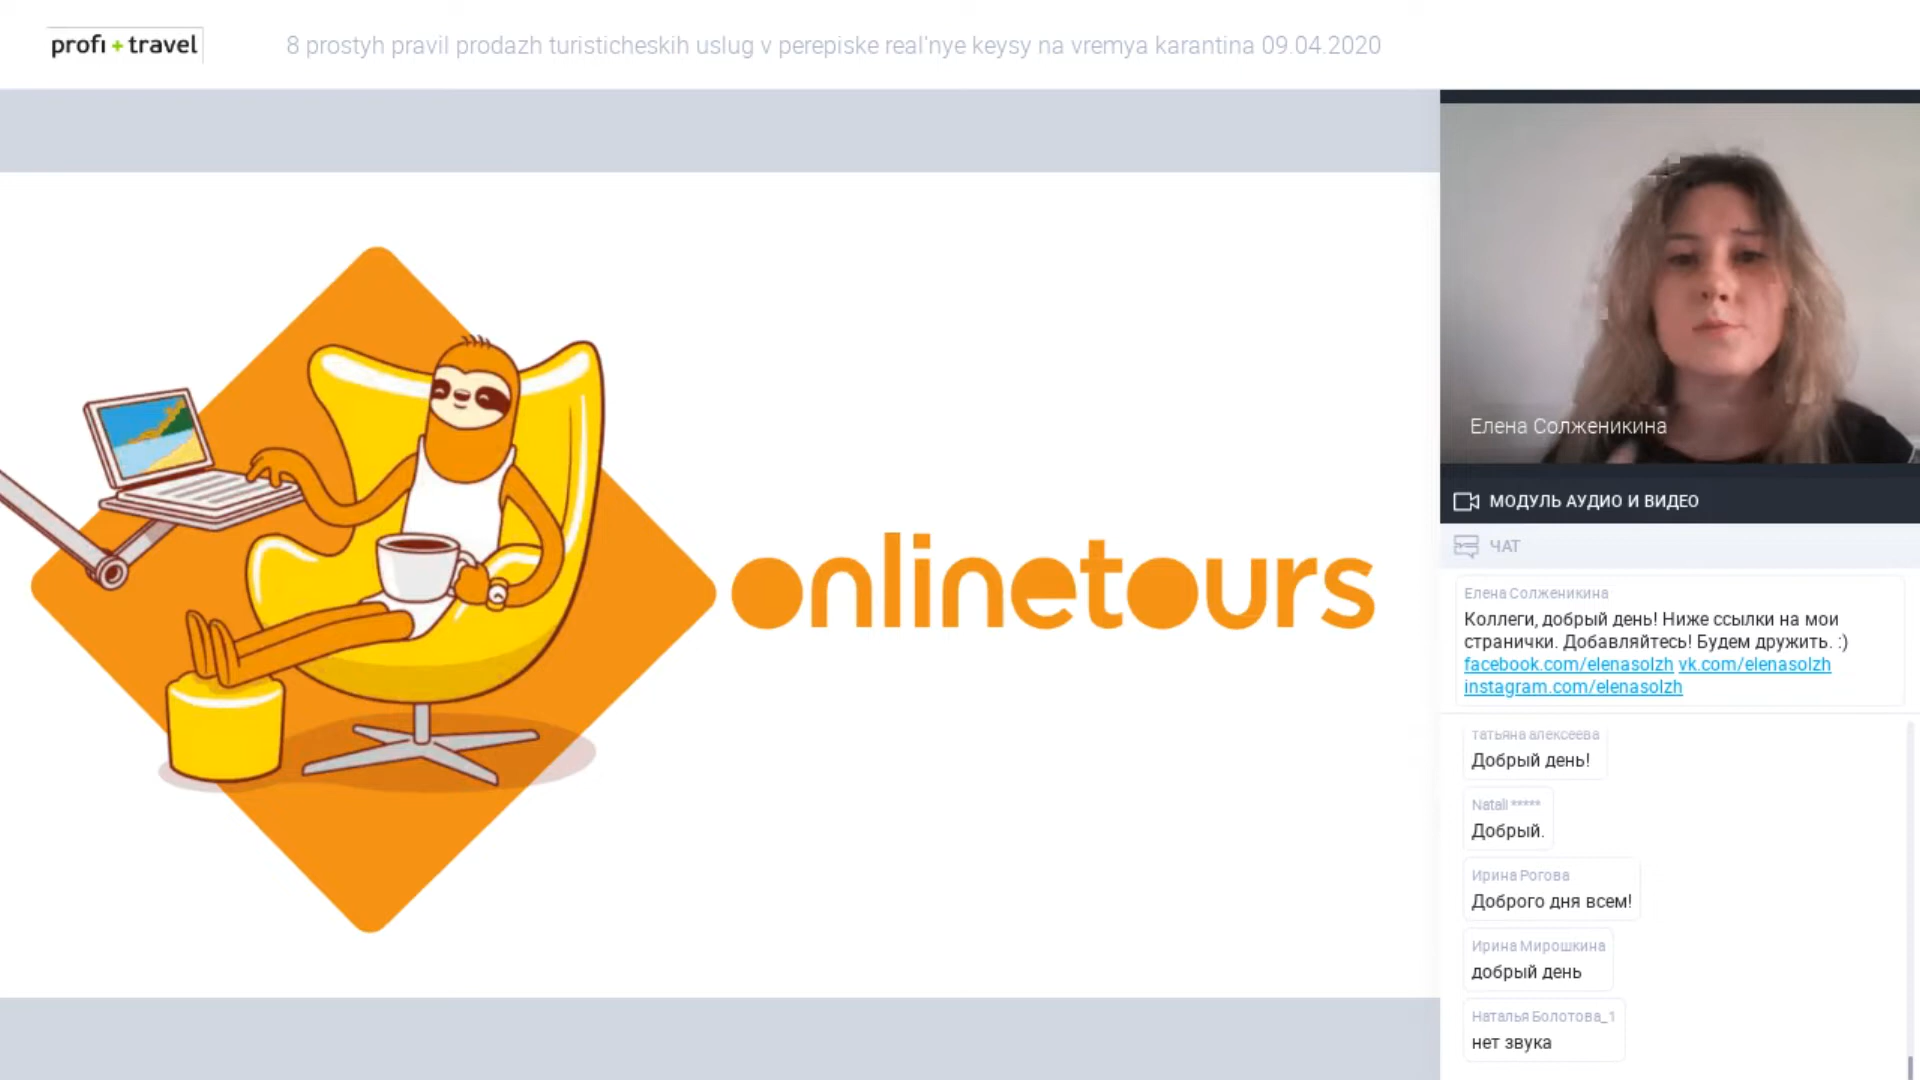 profi + travel
8 prostyh pravil prodazh turisticheskih uslug v perepiske real'nye keysy na vremya karantina 09.04.2020
onlinetours
Елена Солженикина
МОДУЛЬ АУДИО И ВИДЕО
ЧАТ
Елена Солженикина
Коллеги, добрый день! Ниже ссылки на мои
странички. Добавляйтесь! Будем дружить. :)
facebook.com/elenasolzh vk.com/elenasolzh
instagram.com/elenasolzh
татьяна алексеева
Добрый день!
Natali *****
Добрый.
Ирина Рогова
Доброго дня всем!
Ирина Мирошкина
добрый день
Наталья Болотова_1
нет звука